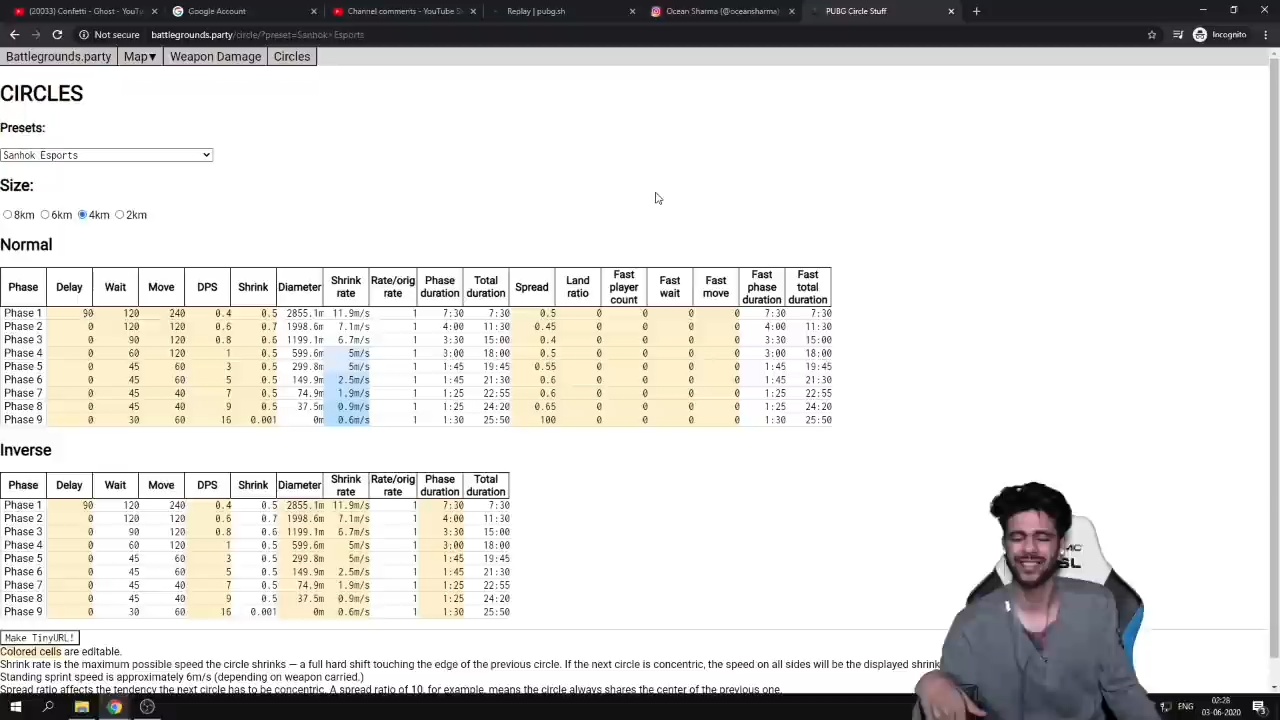 (20033) Confetti - Ghost - YouTu
Google Account
Channel comments - YouTube S
Replay | pubg.sh
Ocean Sharma (@oceansharma)
PUBG Circle Stuff
Not secure battlegrounds.party/circle/?preset=Sanhok+Esports
Incognito
Battlegrounds.party Map▼ Weapon Damage Circles
CIRCLES
Presets:
Sanhok Esports
Size:
8km 6km 4km 2km
Normal
Phase Delay Wait Move DPS Shrink Diameter Shrink rate Rate/orig rate Phase duration Total duration Spread Land ratio Fast player count Fast wait Fast move Fast phase duration Fast total duration
Phase 1 90 120 240 0.4 0.5 2855.1m 11.9m/s 1 7:30 7:30 0.5 0 0 0 0 7:30 7:30
Phase 2 0 120 120 0.6 0.7 1998.6m 7.1m/s 1 4:00 11:30 0.45 0 0 0 0 4:00 11:30
Phase 3 0 90 120 0.8 0.6 1199.1m 6.7m/s 1 3:30 15:00 0.4 0 0 0 0 3:30 15:00
Phase 4 0 60 120 1 0.5 599.6m 5m/s 1 3:00 18:00 0.5 0 0 0 0 3:00 18:00
Phase 5 0 45 60 3 0.5 299.8m 5m/s 1 1:45 19:45 0.55 0 0 0 0 1:45 19:45
Phase 6 0 45 60 5 0.5 149.9m 2.5m/s 1 1:45 21:30 0.6 0 0 0 0 1:45 21:30
Phase 7 0 45 40 7 0.5 74.9m 1.9m/s 1 1:25 22:55 0.6 0 0 0 0 1:25 22:55
Phase 8 0 45 40 9 0.5 37.5m 0.9m/s 1 1:25 24:20 0.65 0 0 0 0 1:25 24:20
Phase 9 0 30 60 16 0.001 0m 0.6m/s 1 1:30 25:50 100 0 0 0 0 1:30 25:50
Inverse
Phase Delay Wait Move DPS Shrink Diameter Shrink rate Rate/orig rate Phase duration Total duration
Phase 1 90 120 240 0.4 0.5 2855.1m 11.9m/s 1 7:30 7:30
Phase 2 0 120 120 0.6 0.7 1998.6m 7.1m/s 1 4:00 11:30
Phase 3 0 90 120 0.8 0.6 1199.1m 6.7m/s 1 3:30 15:00
Phase 4 0 60 120 1 0.5 599.6m 5m/s 1 3:00 18:00
Phase 5 0 45 60 3 0.5 299.8m 5m/s 1 1:45 19:45
Phase 6 0 45 60 5 0.5 149.9m 2.5m/s 1 1:45 21:30
Phase 7 0 45 40 7 0.5 74.9m 1.9m/s 1 1:25 22:55
Phase 8 0 45 40 9 0.5 37.5m 0.9m/s 1 1:25 24:20
Phase 9 0 30 60 16 0.001 0m 0.6m/s 1 1:30 25:50
Make TinyURL!
Colored cells are editable.
Shrink rate is the maximum possible speed the circle shrinks — a full hard shift touching the edge of the previous circle. If the next circle is concentric, the speed on all sides will be the displayed shrink
Standing sprint speed is approximately 6m/s (depending on weapon carried.)
Spread ratio affects the tendency the next circle has to be concentric. A spread ratio of 10, for example, means the circle always shares the center of the previous one.
SL
ENG
02:28
03-06-2020